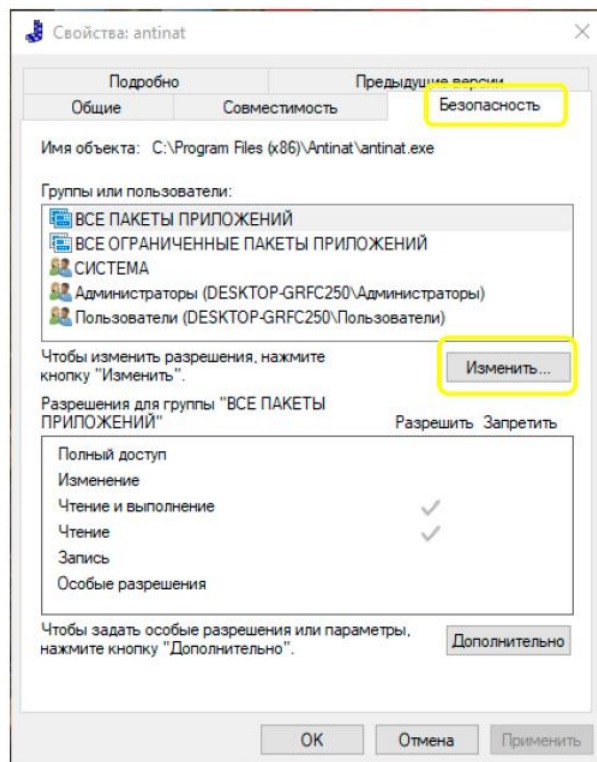 Свойства: antinat
Подробно
Предыдущие версии
Общие
Совместимость
Безопасность
Имя объекта: C:\Program Files (x86)\Antinat\antinat.exe
Группы или пользователи:
ВСЕ ПАКЕТЫ ПРИЛОЖЕНИЙ
ВСЕ ОГРАНИЧЕННЫЕ ПАКЕТЫ ПРИЛОЖЕНИЙ
СИСТЕМА
Администраторы (DESKTOP-GRFC250\Администраторы)
Пользователи (DESKTOP-GRFC250\Пользователи)
Чтобы изменить разрешения, нажмите
кнопку "Изменить".
Изменить...
Разрешения для группы "ВСЕ ПАКЕТЫ
ПРИЛОЖЕНИЙ"
Разрешить Запретить
Полный доступ
Изменение
Чтение и выполнение
Чтение
Запись
Особые разрешения
Чтобы задать особые разрешения или параметры,
нажмите кнопку "Дополнительно".
Дополнительно
OK
Отмена
Применить